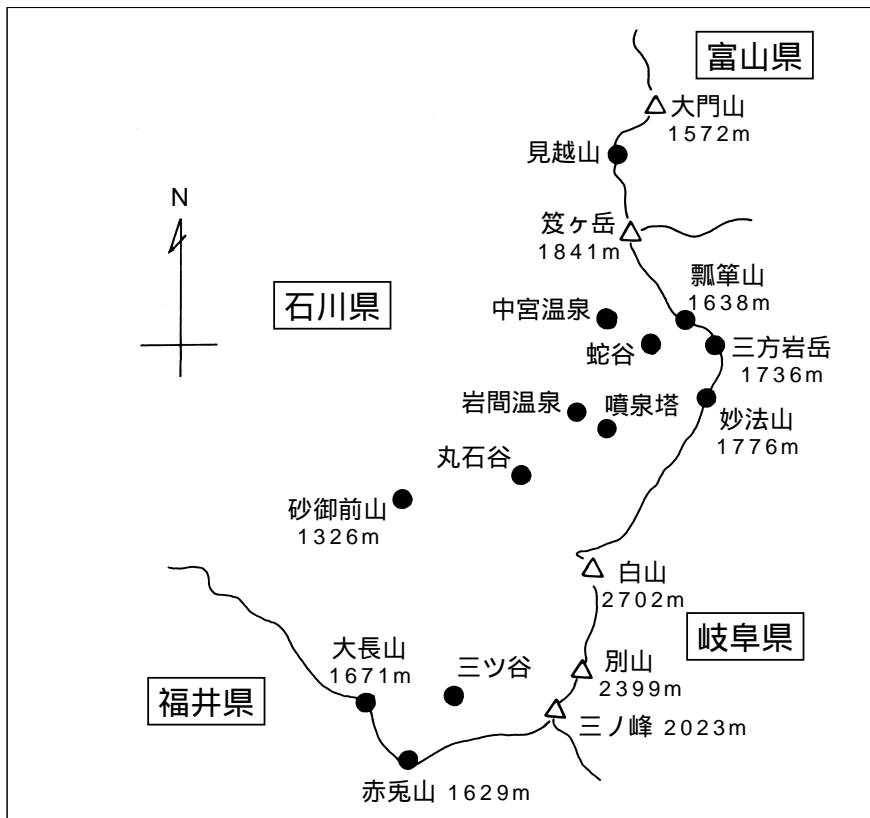 富山県
大門山
1572m
見越山
N
笈ヶ岳
1841m
瓢箪山
1638m
石川県
中宮温泉
蛇谷
三方岩岳
1736m
岩間温泉
噴泉塔
妙法山
1776m
丸石谷
砂御前山
1326m
白山
2702m
岐阜県
大長山
1671m
三ツ谷
別山
2399m
福井県
三ノ峰 2023m
赤兎山 1629m